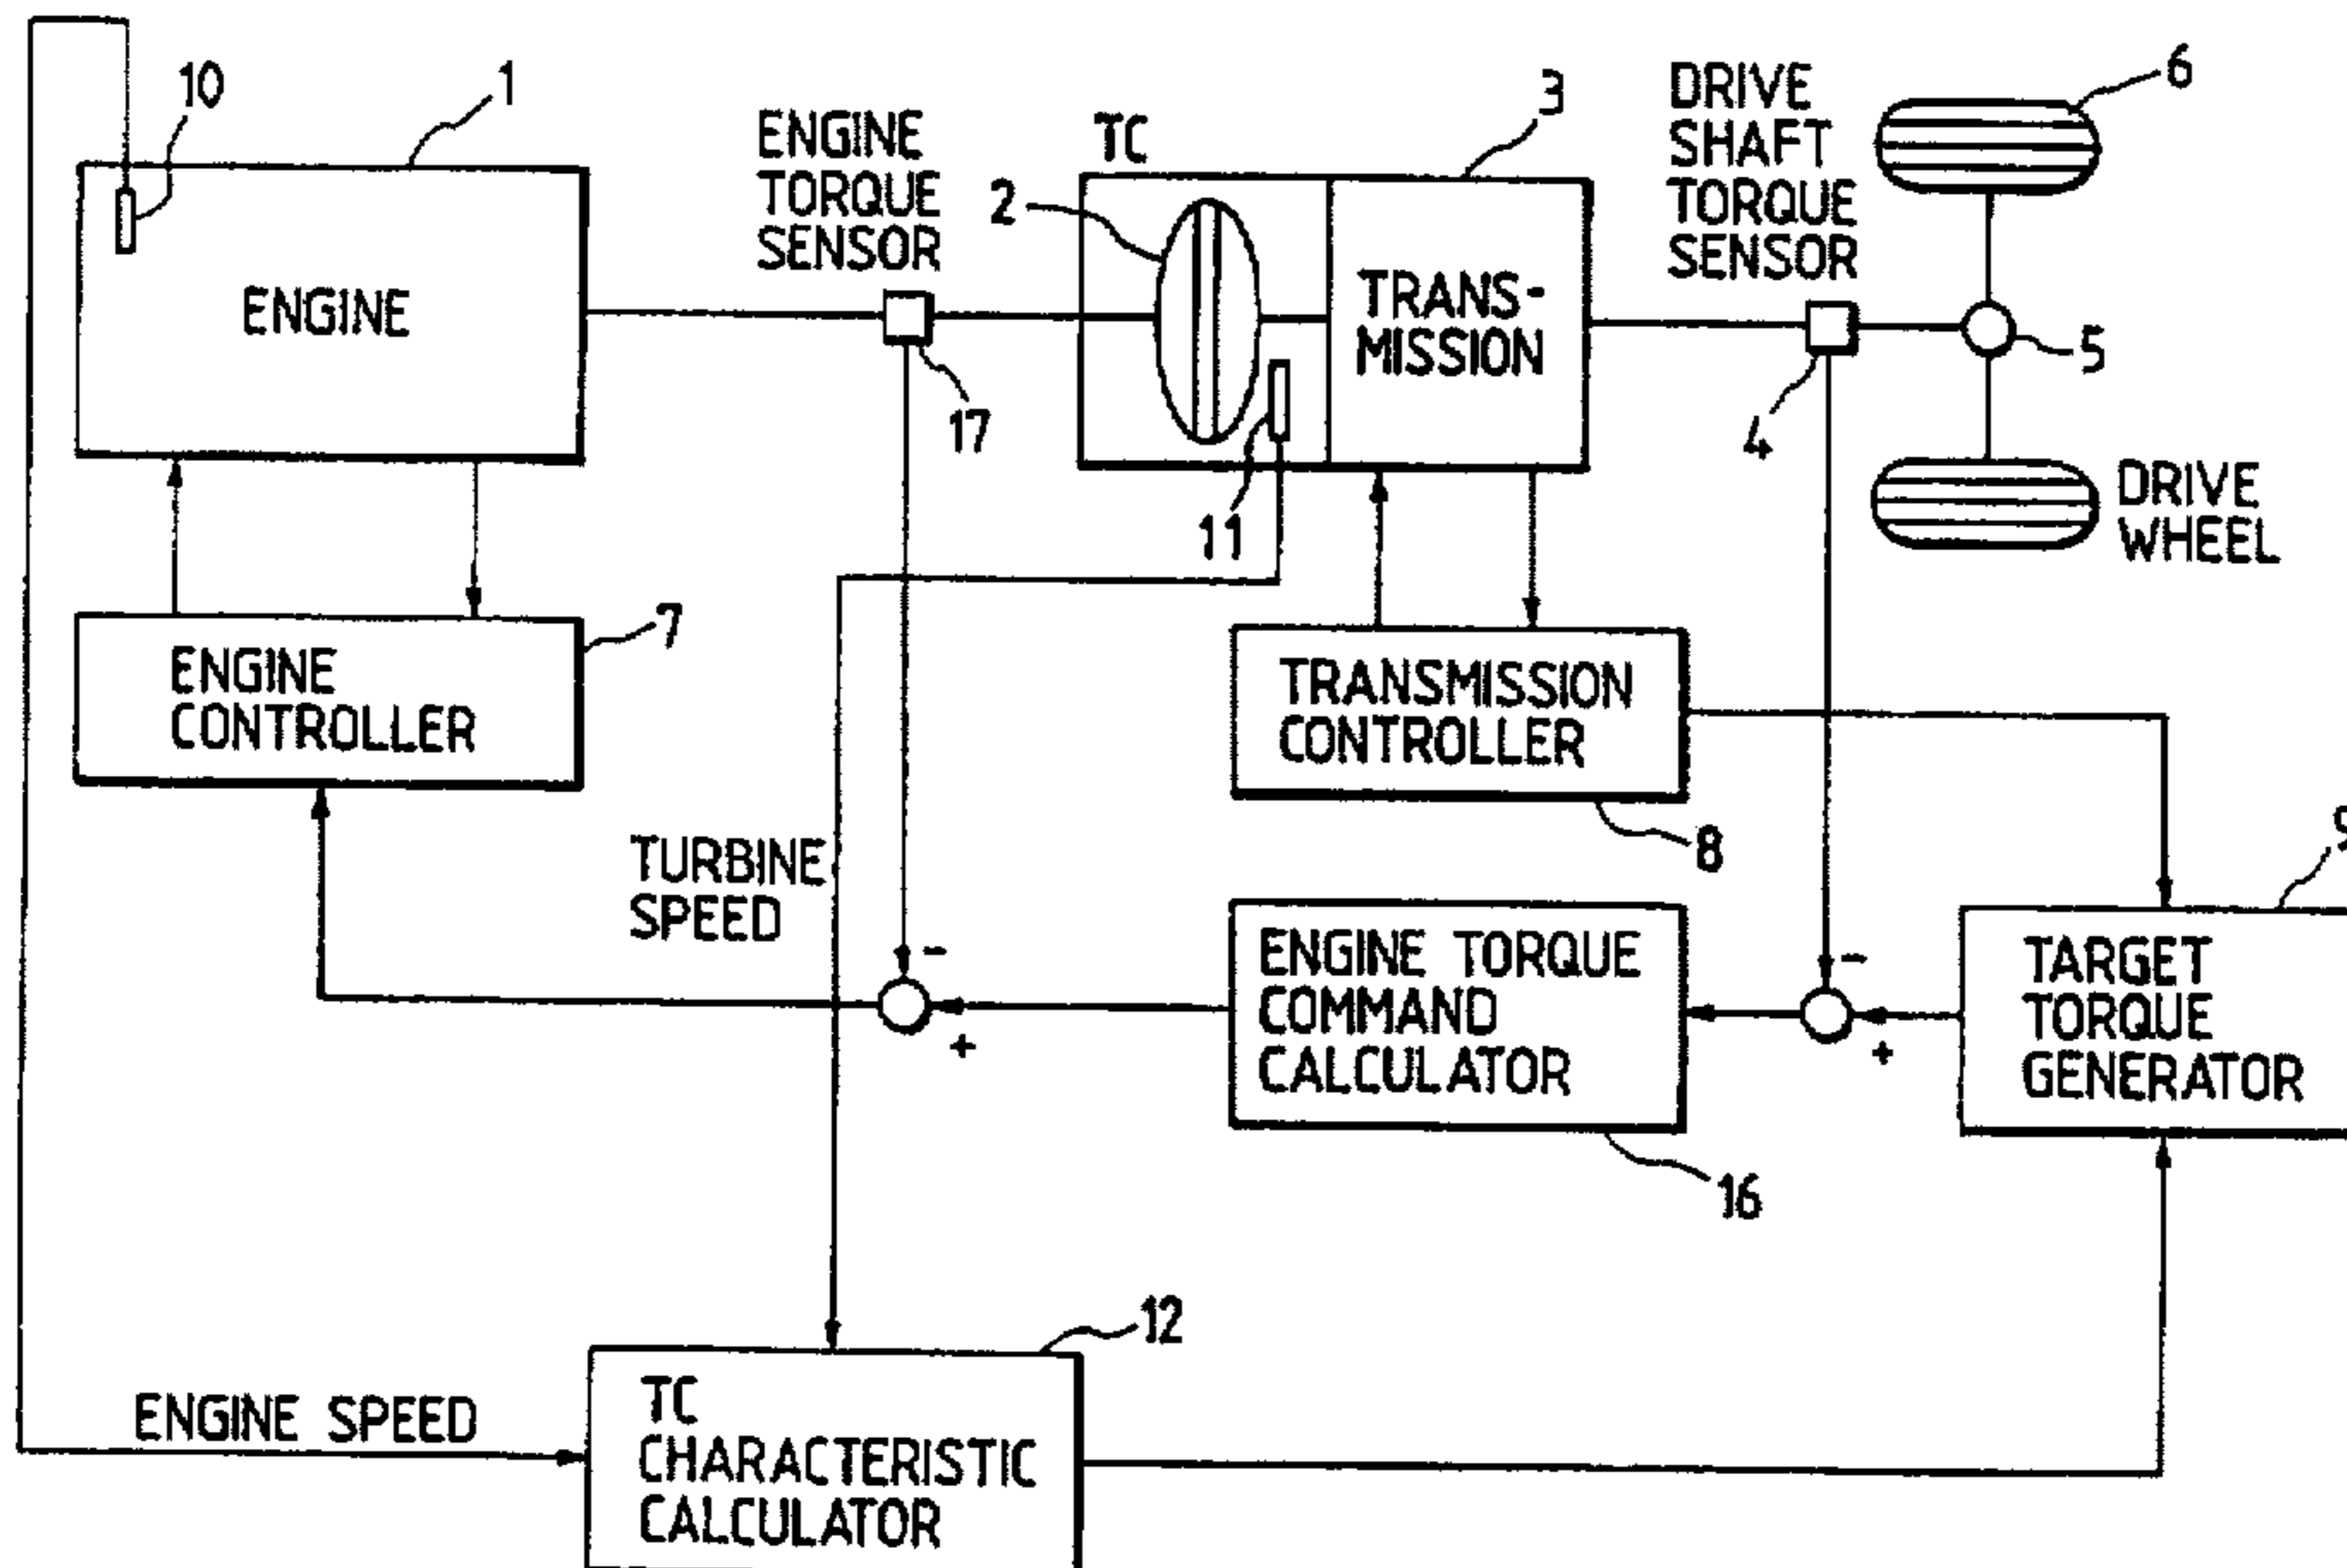 10
1
ENGINE
TORQUE
SENSOR
TC
2
3
DRIVE
SHAFT
TORQUE
SENSOR
6
ENGINE
TRANS-
MISSION
17
11
4
5
DRIVE
WHEEL
ENGINE
CONTROLLER
7
TRANSMISSION
CONTROLLER
8
TURBINE
SPEED
9
-
+
ENGINE TORQUE
COMMAND
CALCULATOR
16
-
+
TARGET
TORQUE
GENERATOR
ENGINE SPEED
12
TC
CHARACTERISTIC
CALCULATOR